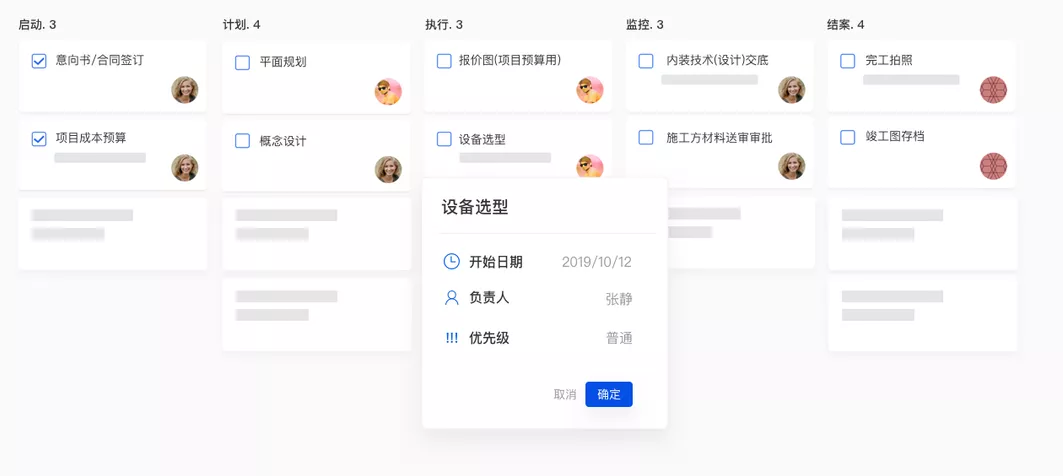 启动. 3
意向书/合同签订
项目成本预算
计划. 4
平面规划
概念设计
执行. 3
报价图(项目预算用)
设备选型
监控. 3
内装技术(设计)交底
施工方材料送审审批
结案. 4
完工拍照
竣工图存档
设备选型
开始日期 2019/10/12
负责人 张静
!!! 优先级 普通
取消 确定